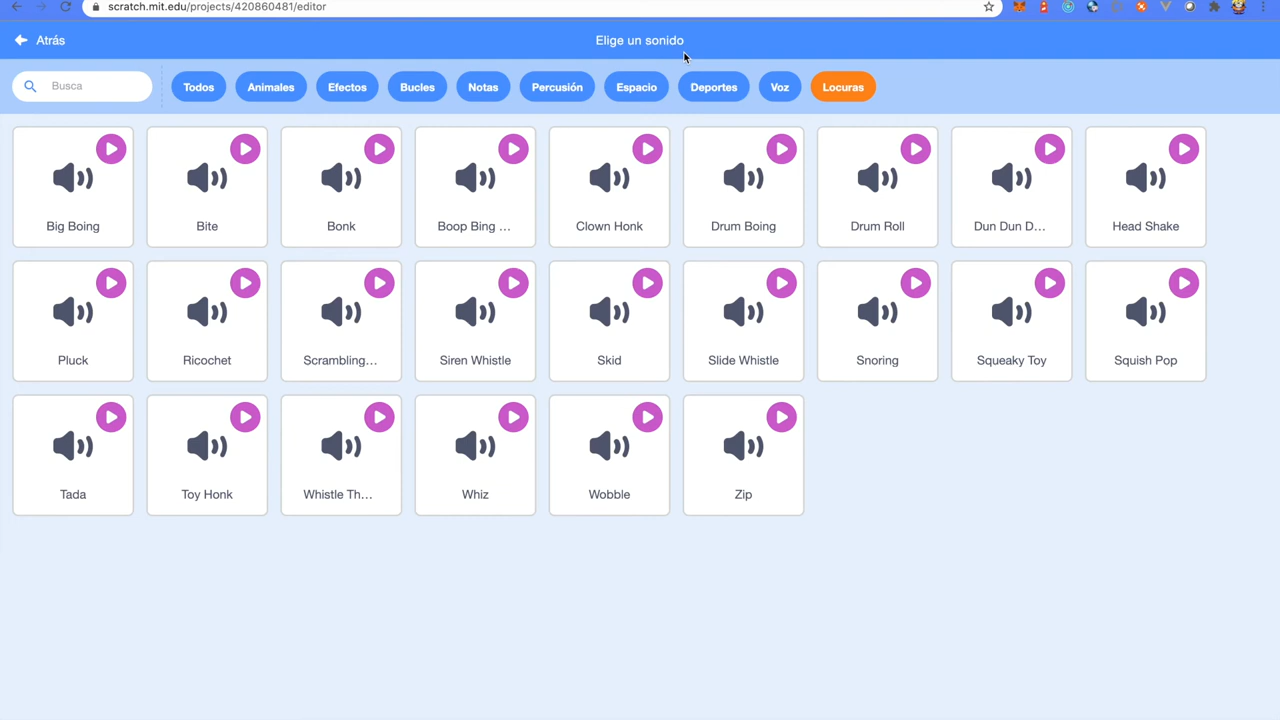 scratch.mit.edu/projects/420860481/editor
Atrás
Elige un sonido
Busca
Todos
Animales
Efectos
Bucles
Notas
Percusión
Espacio
Deportes
Voz
Locuras
Big Boing
Bite
Bonk
Boop Bing ...
Clown Honk
Drum Boing
Drum Roll
Dun Dun D...
Head Shake
Pluck
Ricochet
Scrambling...
Siren Whistle
Skid
Slide Whistle
Snoring
Squeaky Toy
Squish Pop
Tada
Toy Honk
Whistle Th...
Whiz
Wobble
Zip